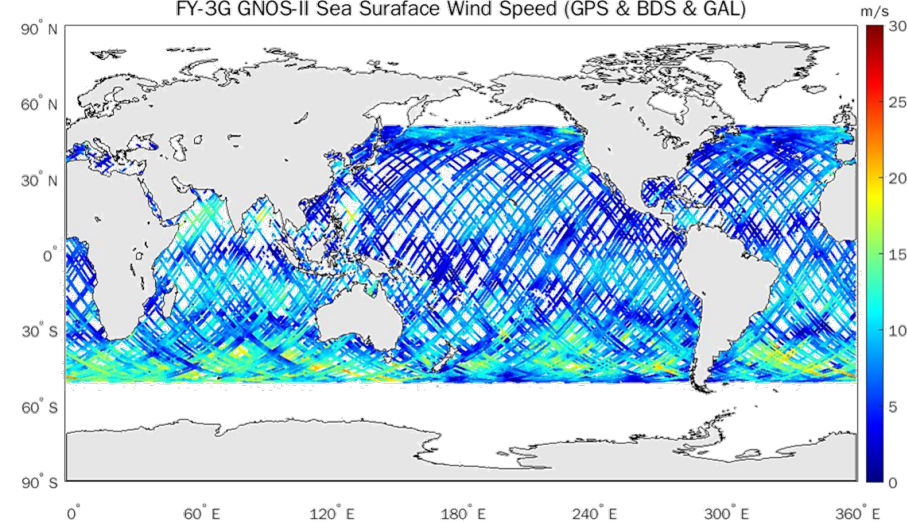 FY-3G GNOS-II Sea Suraface Wind Speed (GPS & BDS & GAL)
m/s
90° N
60° N
30° N
0°
30° S
60° S
90° S
0°
60° E
120° E
180° E
240° E
300° E
360° E
30
25
20
15
10
5
0